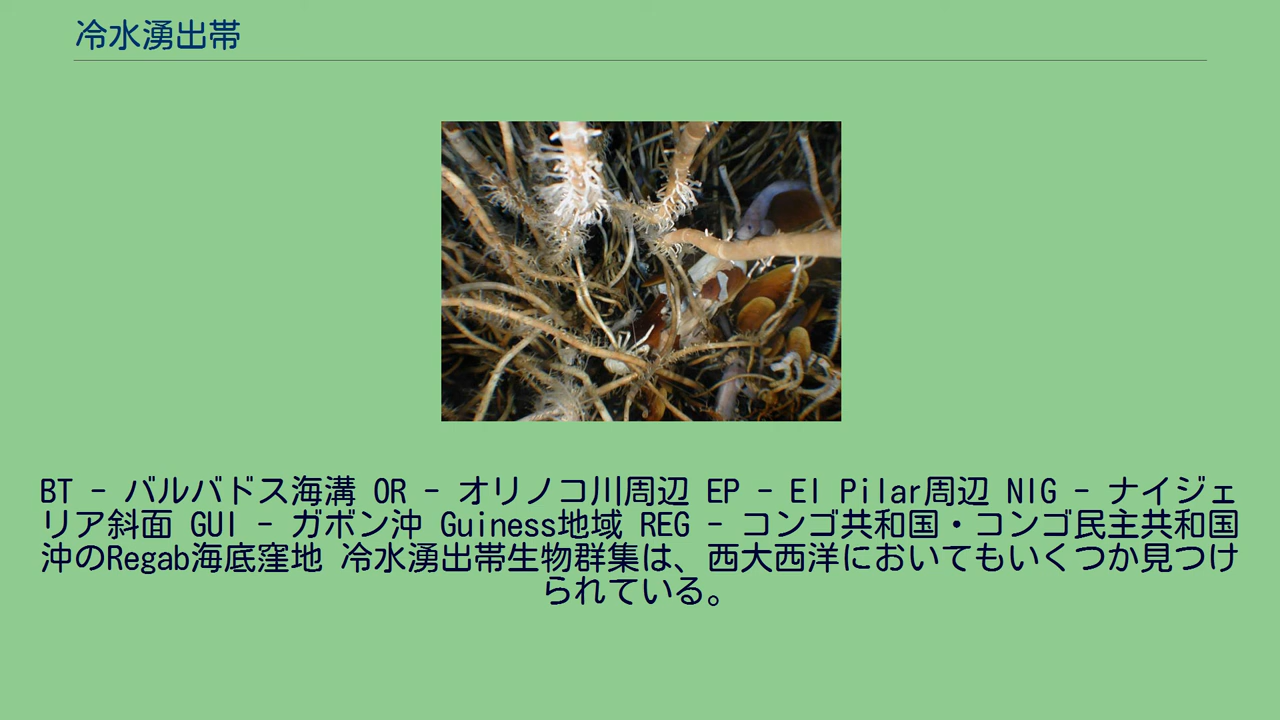 冷水湧出帯
BT - バルバドス海溝 OR - オリノコ川周辺 EP - El Pilar周辺 NIG - ナイジェ
リア斜面 GUI - ガボン沖 Guiness地域 REG - コンゴ共和国・コンゴ民主共和国
沖のRegab海底窪地 冷水湧出帯生物群集は、西大西洋においてもいくつか見つけ
られている。